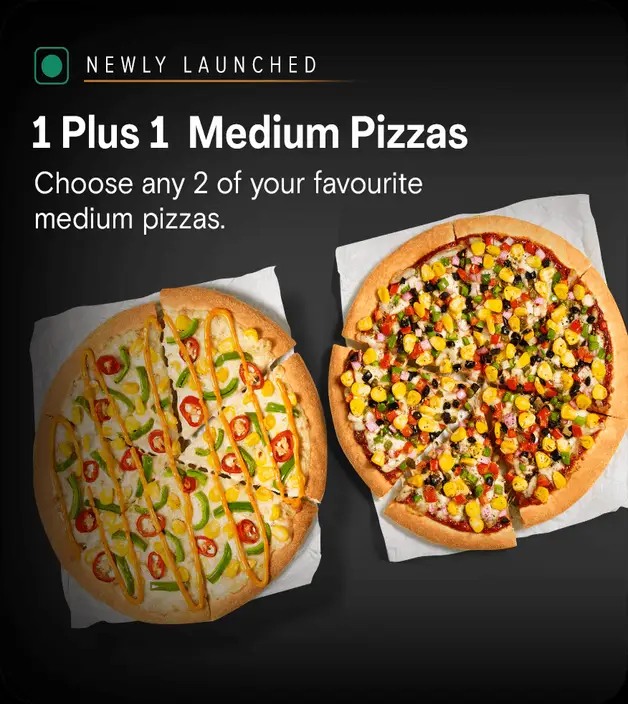 NEWLY LAUNCHED
1 Plus 1 Medium Pizzas
Choose any 2 of your favourite
medium pizzas.